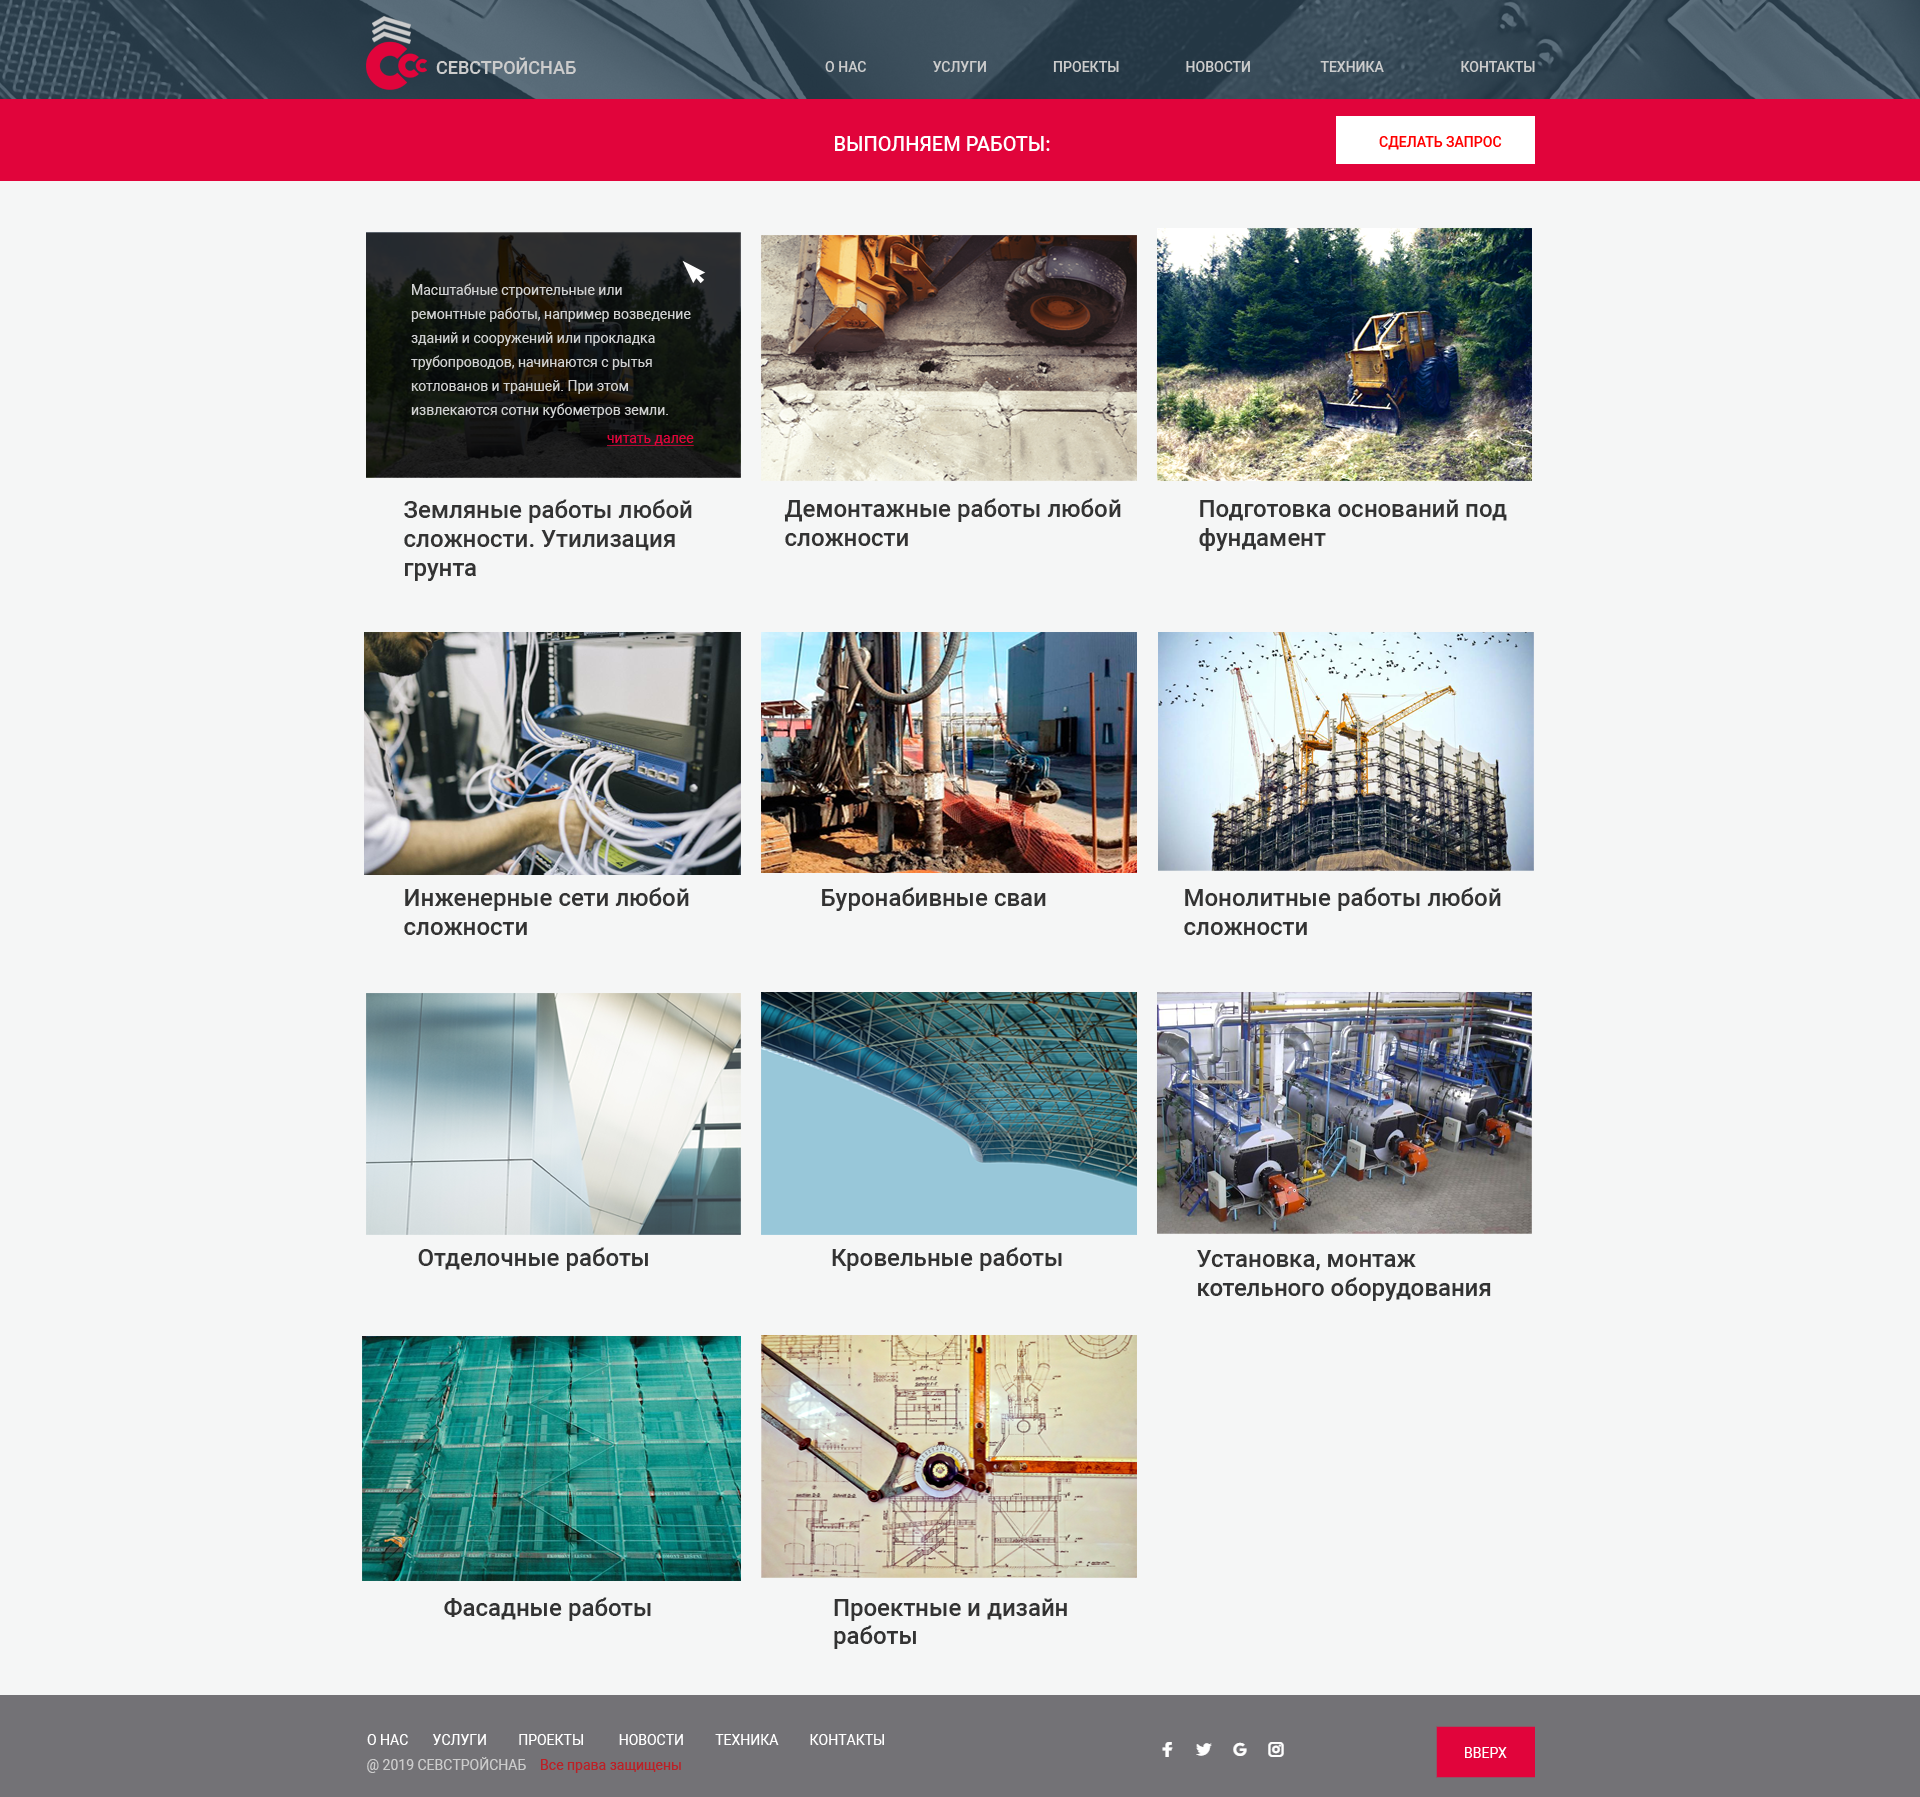 СЕВСТРОЙСНАБ
О НАС УСЛУГИ ПРОЕКТЫ НОВОСТИ ТЕХНИКА КОНТАКТЫ
ВЫПОЛНЯЕМ РАБОТЫ:
СДЕЛАТЬ ЗАПРОС
Масштабные строительные или
ремонтные работы, например возведение
зданий и сооружений или прокладка
трубопроводов, начинаются с рытья
котлованов и траншей. При этом
извлекаются сотни кубометров земли.
читать далее
Земляные работы любой
сложности. Утилизация
грунта
Демонтажные работы любой
сложности
Подготовка оснований под
фундамент
Инженерные сети любой
сложности
Буронабивные сваи
Монолитные работы любой
сложности
Отделочные работы
Кровельные работы
Установка, монтаж
котельного оборудования
Фасадные работы
Проектные и дизайн
работы
О НАС УСЛУГИ ПРОЕКТЫ НОВОСТИ ТЕХНИКА КОНТАКТЫ
@ 2019 СЕВСТРОЙСНАБ Все права защищены
ВВЕРХ